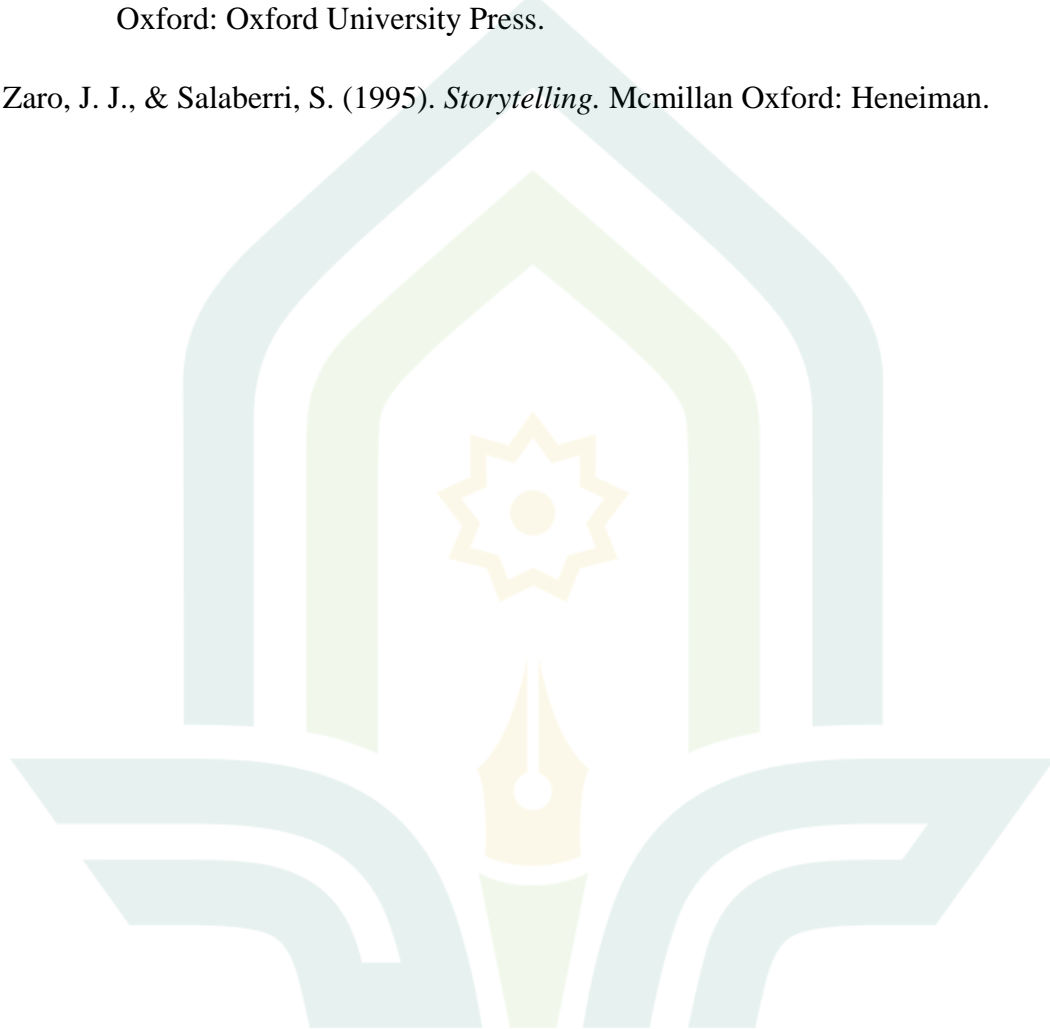 Oxford: Oxford University Press.
Zaro, J. J., & Salaberri, S. (1995). Storytelling. Mcmillan Oxford: Heneiman.